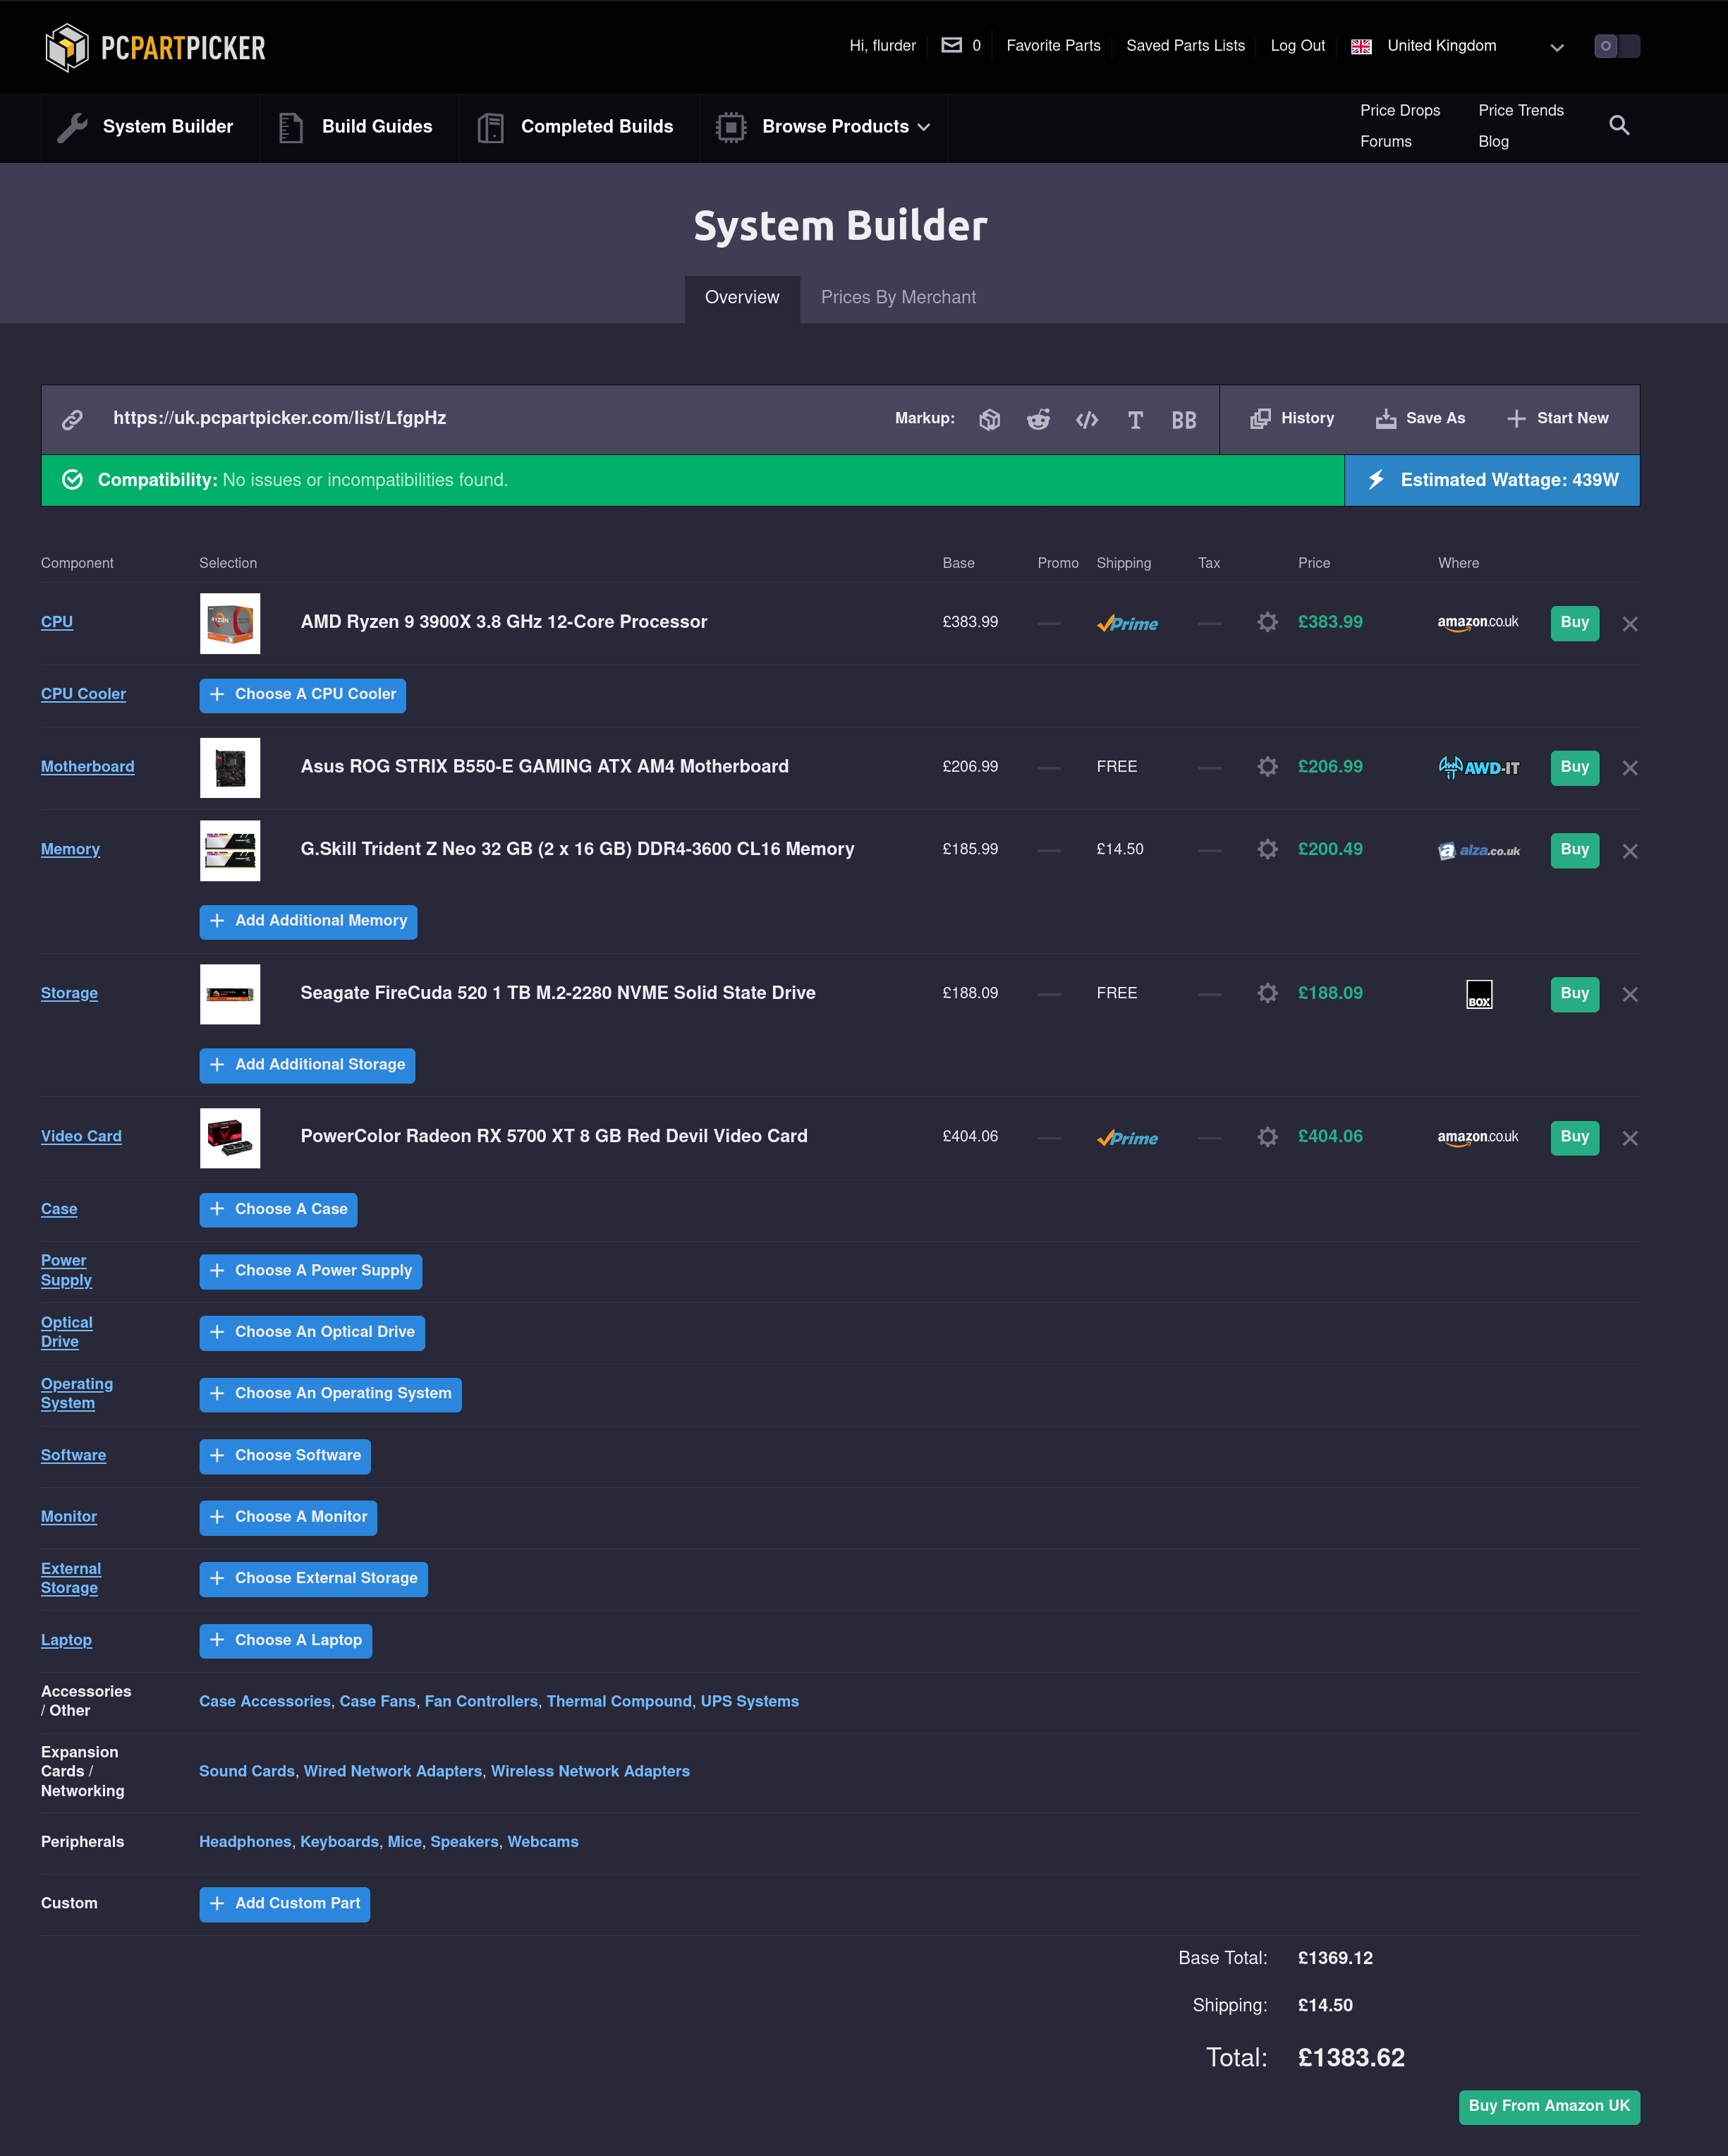 PCPARTPICKER
Hi, flurder 0 Favorite Parts Saved Parts Lists Log Out United Kingdom
System Builder Build Guides Completed Builds Browse Products
Price Drops Price Trends
Forums Blog
System Builder
Overview Prices By Merchant
https://uk.pcpartpicker.com/list/LfgpHz Markup: T BB History Save As Start New
Compatibility: No issues or incompatibilities found. Estimated Wattage: 439W
Component Selection Base Promo Shipping Tax Price Where
CPU AMD Ryzen 9 3900X 3.8 GHz 12-Core Processor £383.99 — Prime — £383.99 amazon.co.uk Buy
CPU Cooler + Choose A CPU Cooler
Motherboard Asus ROG STRIX B550-E GAMING ATX AM4 Motherboard £206.99 — FREE — £206.99 AWD-IT Buy
Memory G.Skill Trident Z Neo 32 GB (2 x 16 GB) DDR4-3600 CL16 Memory £185.99 — £14.50 — £200.49 a alza.co.uk Buy
+ Add Additional Memory
Storage Seagate FireCuda 520 1 TB M.2-2280 NVME Solid State Drive £188.09 — FREE — £188.09 BOX Buy
+ Add Additional Storage
Video Card PowerColor Radeon RX 5700 XT 8 GB Red Devil Video Card £404.06 — Prime — £404.06 amazon.co.uk Buy
Case + Choose A Case
Power
Supply + Choose A Power Supply
Optical
Drive + Choose An Optical Drive
Operating
System + Choose An Operating System
Software + Choose Software
Monitor + Choose A Monitor
External
Storage + Choose External Storage
Laptop + Choose A Laptop
Accessories
/ Other Case Accessories, Case Fans, Fan Controllers, Thermal Compound, UPS Systems
Expansion
Cards / Sound Cards, Wired Network Adapters, Wireless Network Adapters
Networking
Peripherals Headphones, Keyboards, Mice, Speakers, Webcams
Custom + Add Custom Part
Base Total: £1369.12
Shipping: £14.50
Total: £1383.62
Buy From Amazon UK